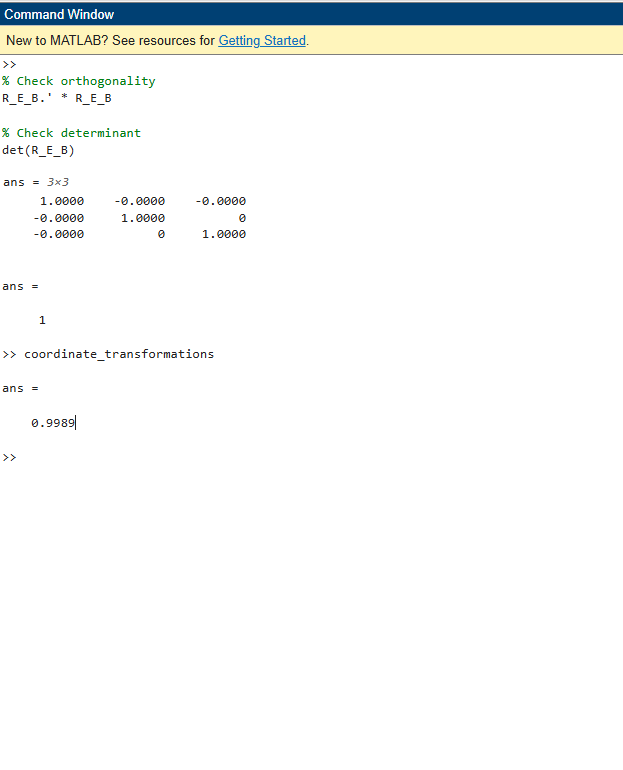 Command Window
New to MATLAB? See resources for Getting Started.
>>
% Check orthogonality
R_E_B.' * R_E_B
% Check determinant
det(R_E_B)
ans = 3×3
1.0000 -0.0000 -0.0000
-0.0000 1.0000 0
-0.0000 0 1.0000
ans =
1
>> coordinate_transformations
ans =
0.9989
>>